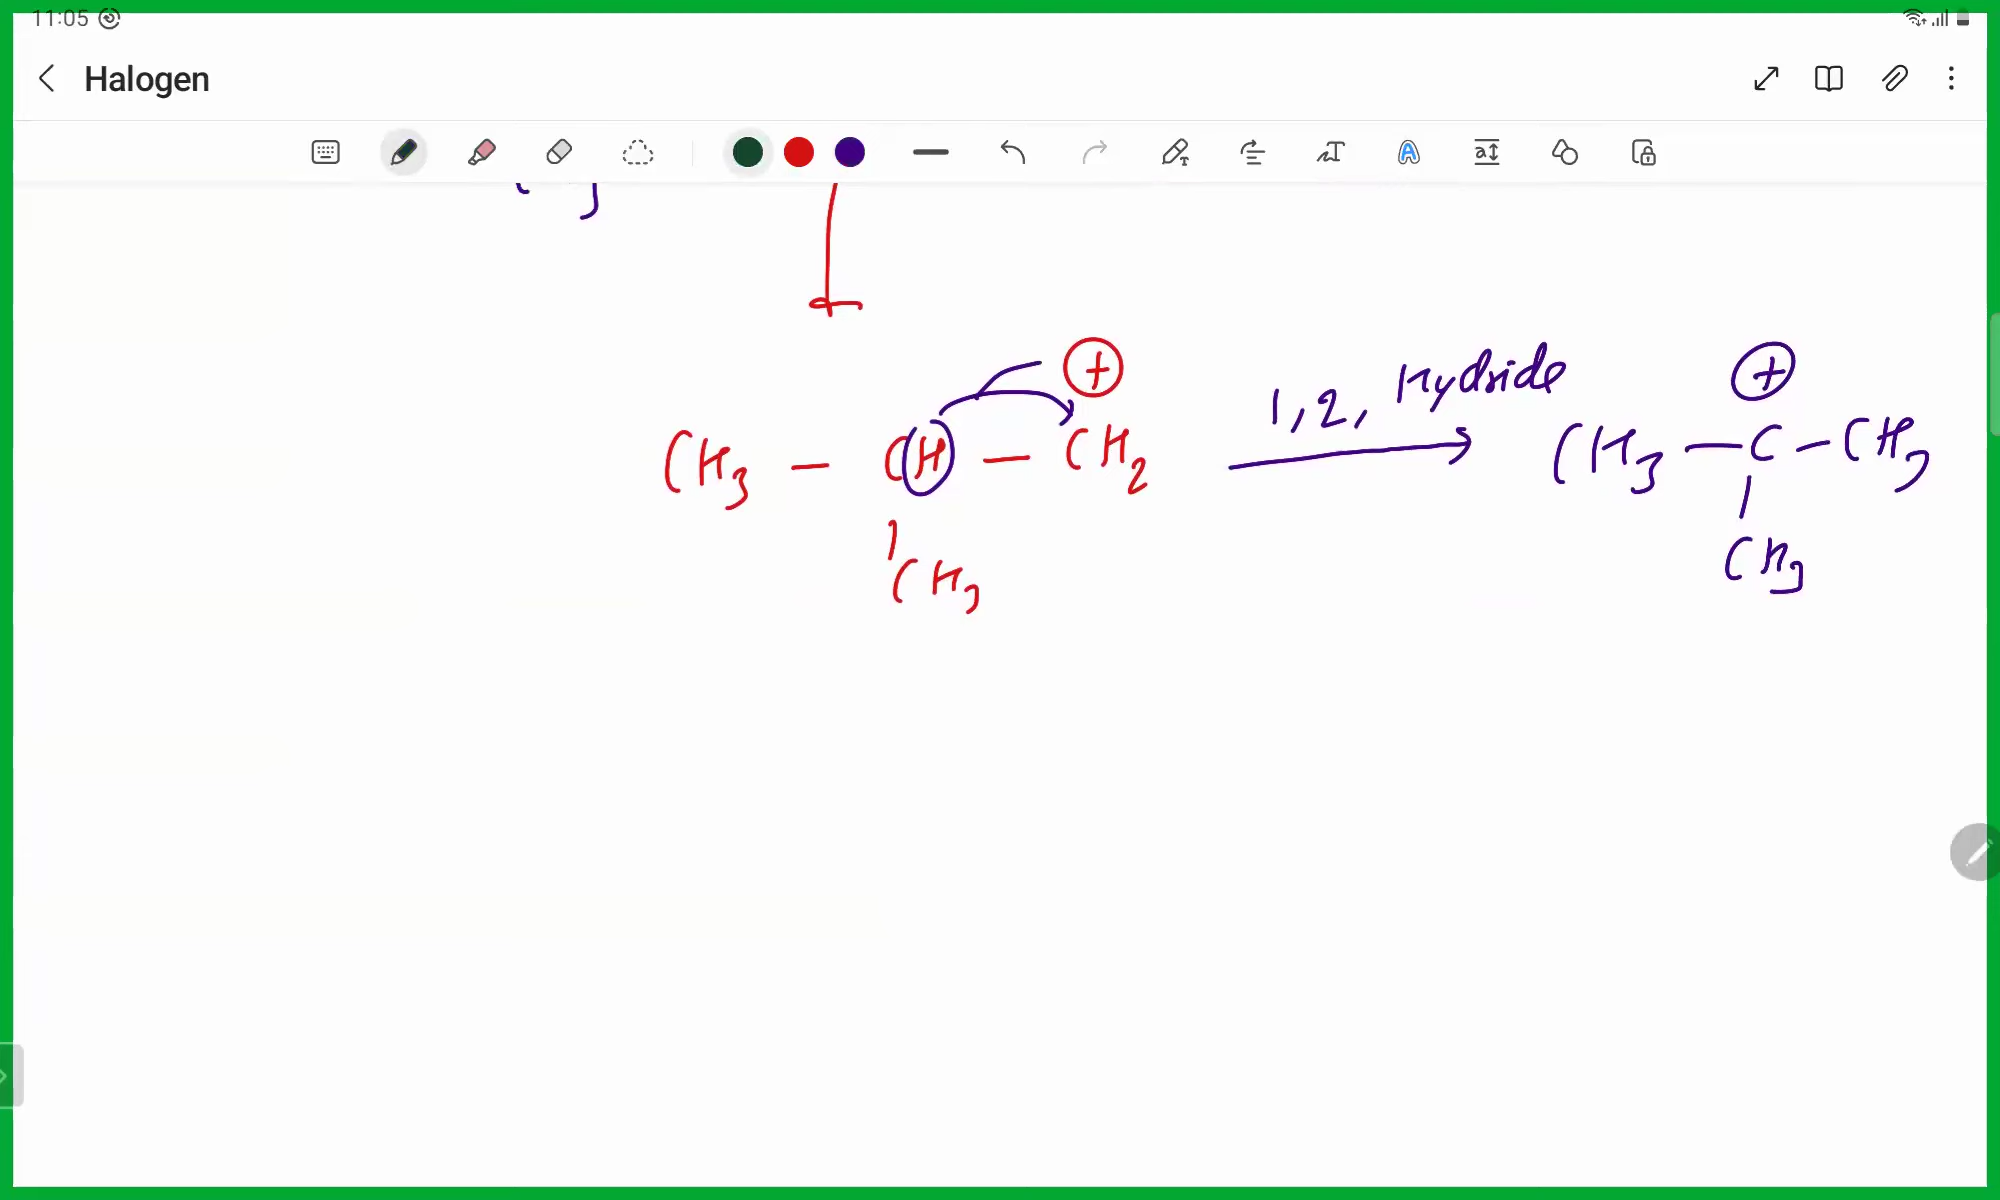 11:05
Halogen
⊕ 1, 2, Hydride ⊕
CH3 — CH — CH2 ⟶ CH3 — C — CH3
CH3 CH3